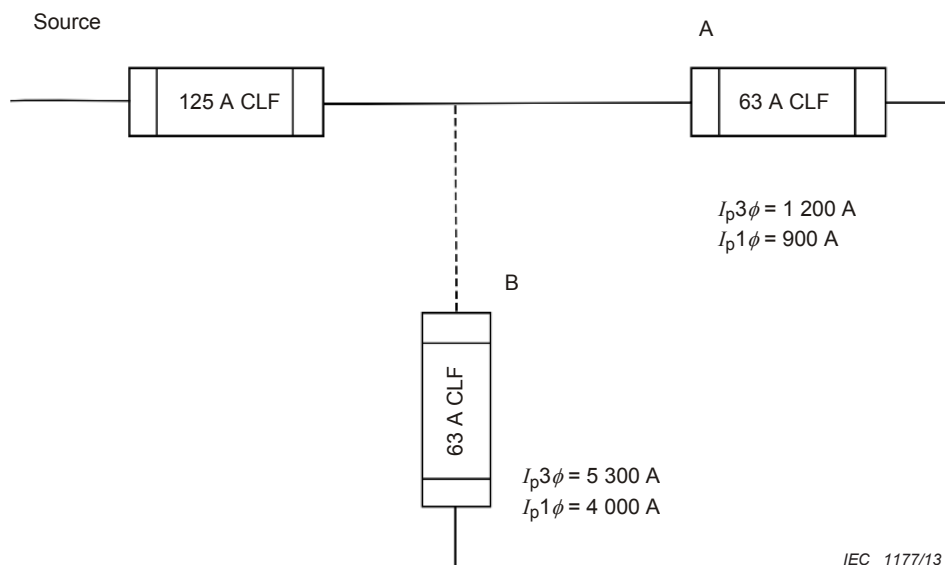 Source
A
125 A CLF
63 A CLF
Ip3ϕ = 1 200 A
Ip1ϕ = 900 A
B
63 A CLF
Ip3ϕ = 5 300 A
Ip1ϕ = 4 000 A
IEC 1177/13